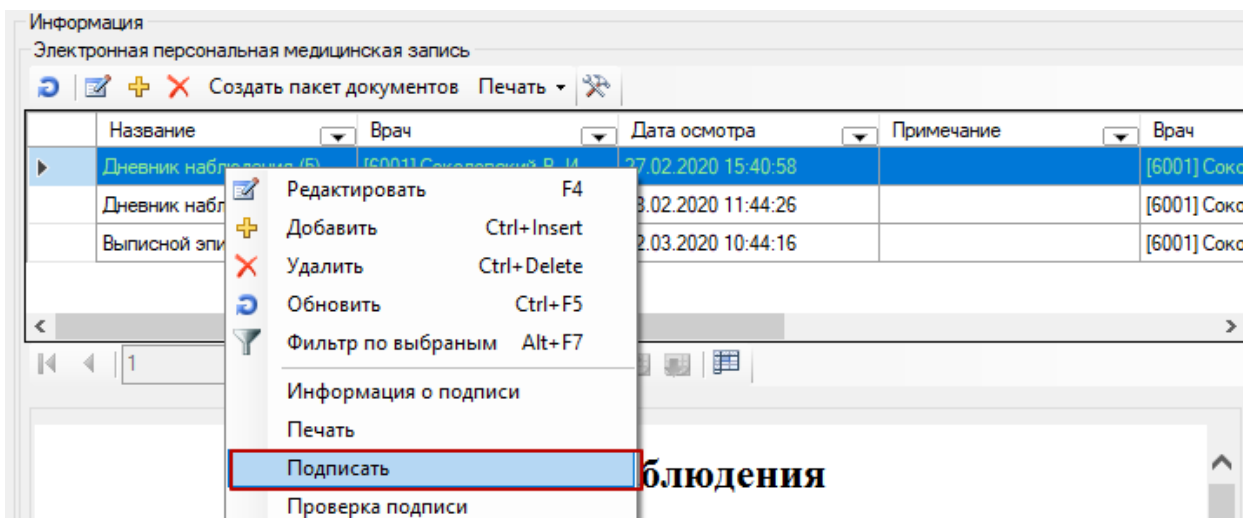 Информация
Электронная персональная медицинская запись
Создать пакет документов Печать
Название Врач Дата осмотра Примечание Врач
Дневник наблюдения (5) [6001] 27.02.2020 15:40:58 [6001] Соко
Дневник набл 3.02.2020 11:44:26 [6001] Соко
Выписной эпи 2.03.2020 10:44:16 [6001] Соко
1
Редактировать F4
Добавить Ctrl+Insert
Удалить Ctrl+Delete
Обновить Ctrl+F5
Фильтр по выбраным Alt+F7
Информация о подписи
Печать
Подписать
Проверка подписи
блюдения